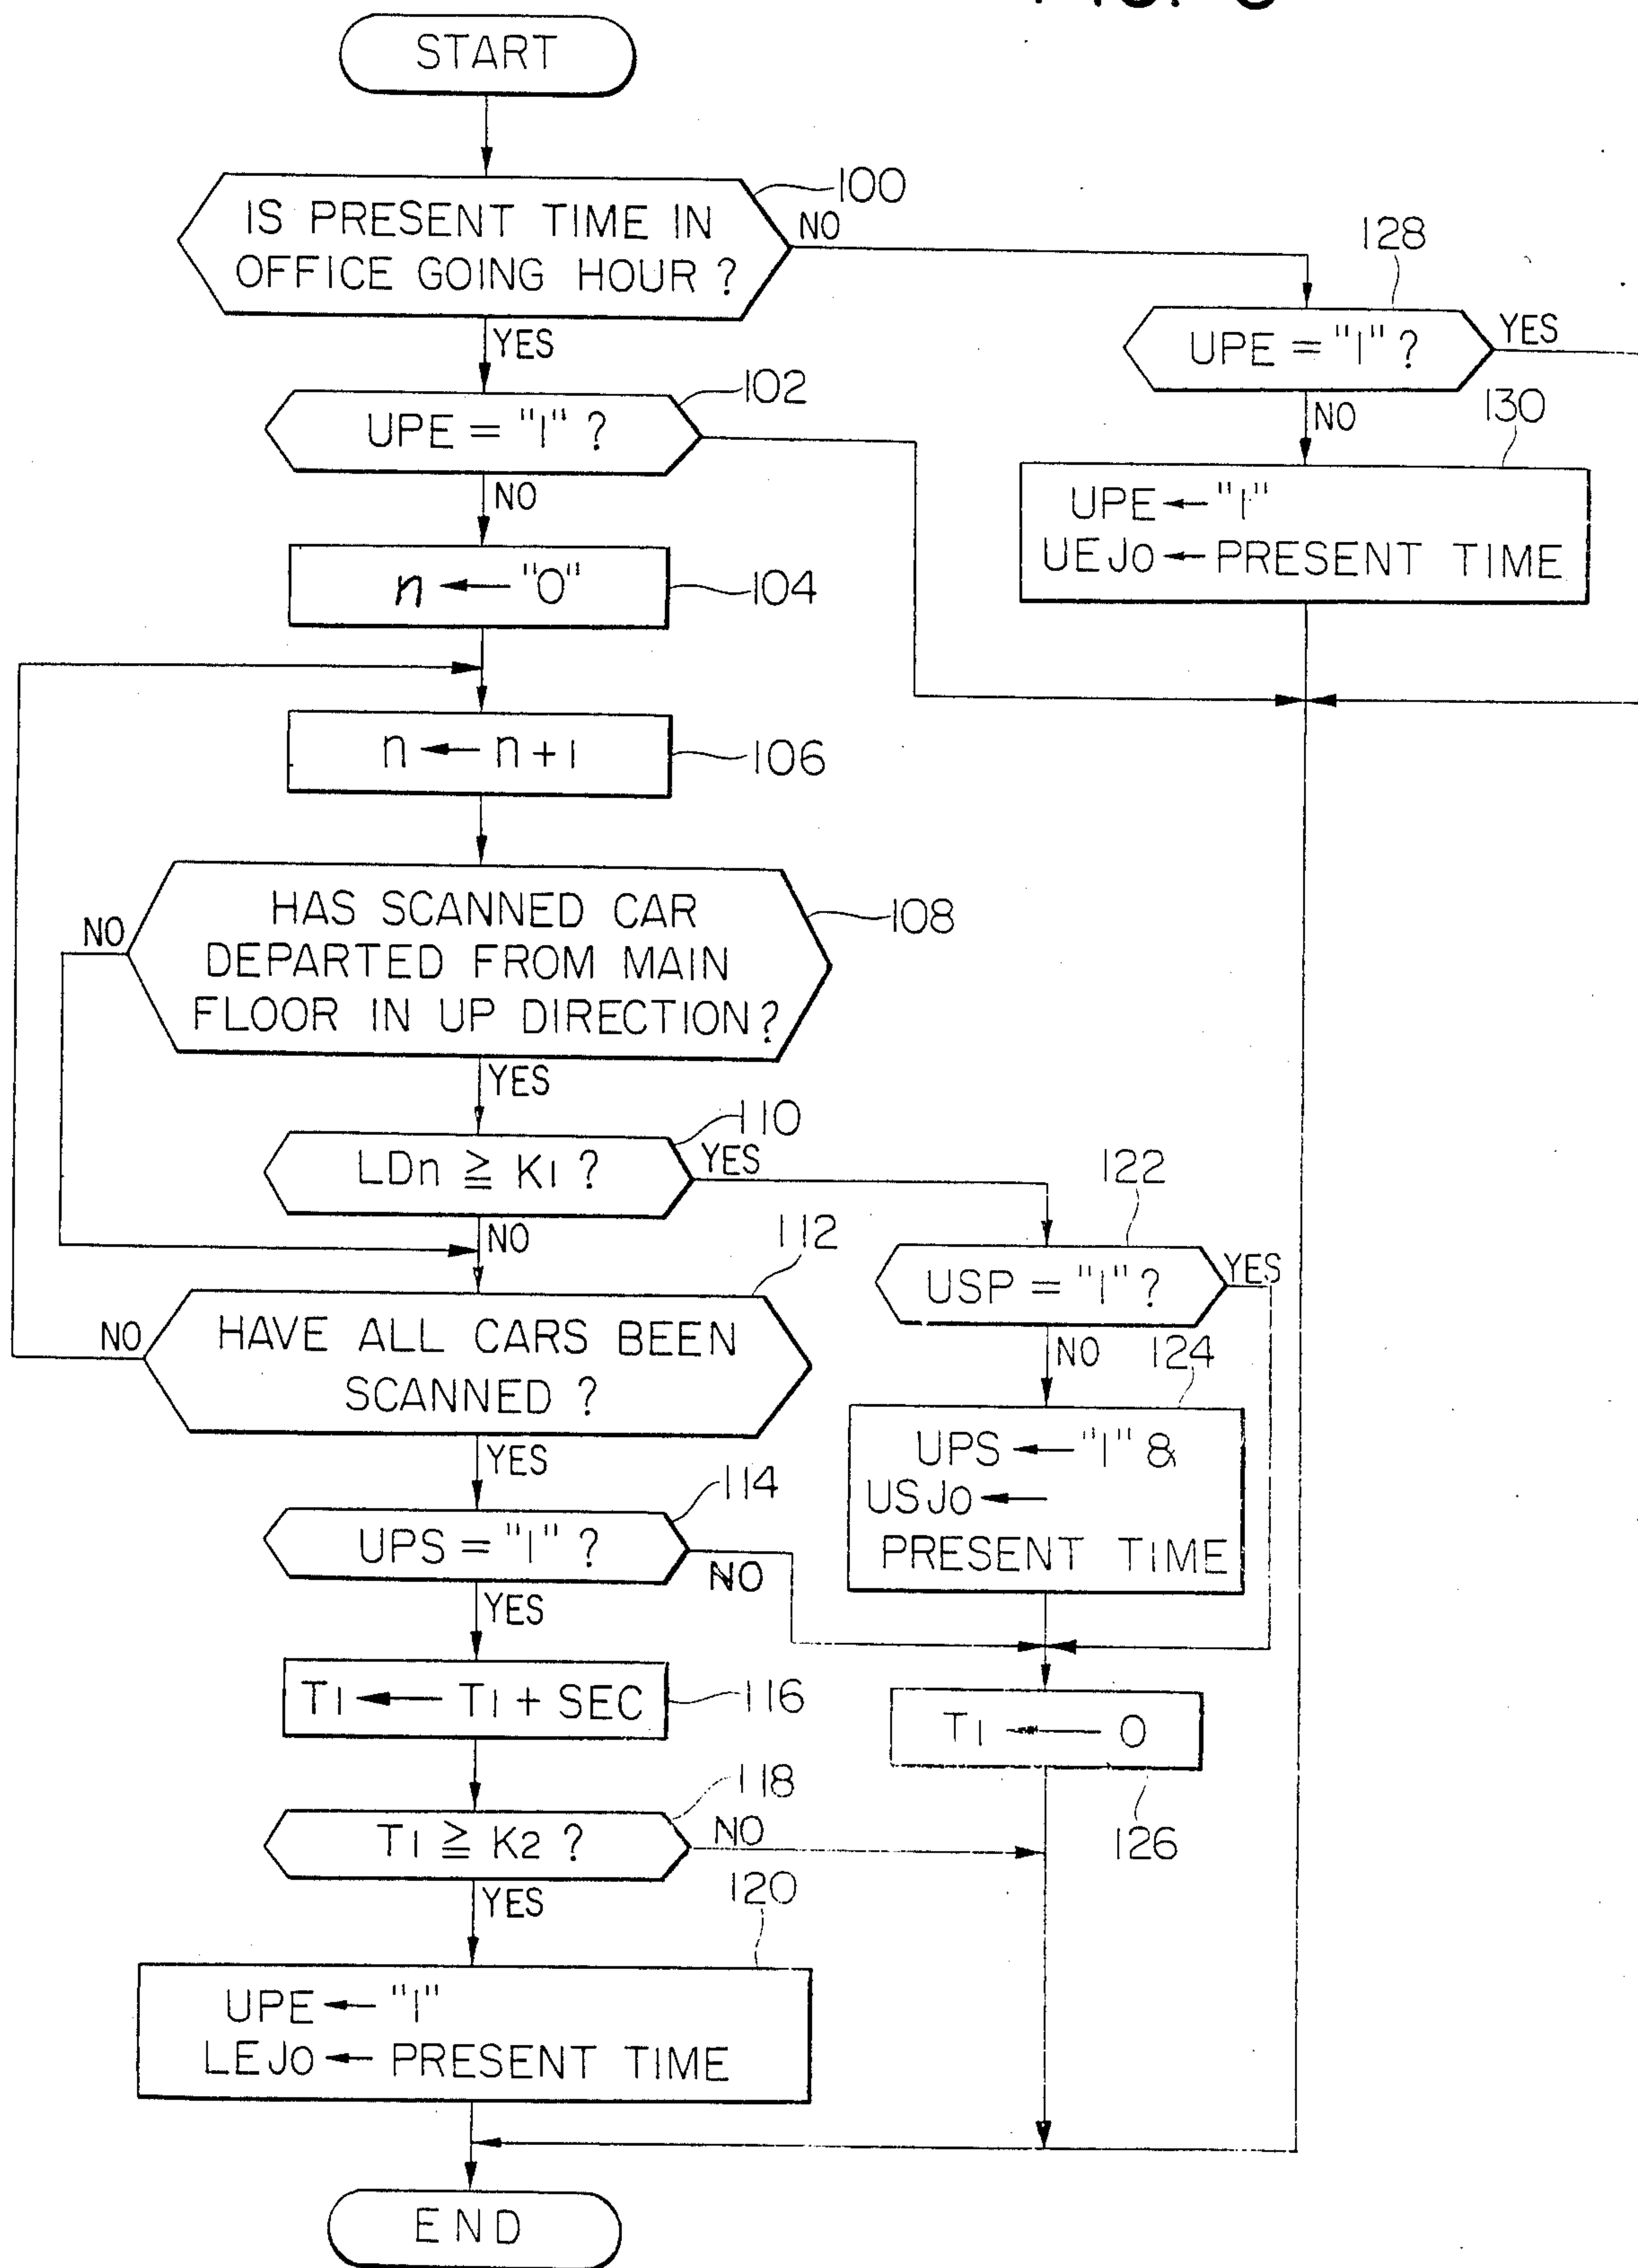 START
IS PRESENT TIME IN
OFFICE GOING HOUR ?
100
NO
YES
128
UPE = "1" ?
YES
NO
130
UPE ← "1"
UEJo ← PRESENT TIME
102
UPE = "1" ?
NO
n ← "0"
104
n ← n + 1
106
HAS SCANNED CAR
DEPARTED FROM MAIN
FLOOR IN UP DIRECTION?
108
NO
YES
110
LDn ≧ K1 ?
YES
NO
112
HAVE ALL CARS BEEN
SCANNED ?
NO
YES
122
USP = "1" ?
YES
NO
124
UPS ← "1" &
USJo ←
PRESENT TIME
114
UPS = "1" ?
NO
YES
T1 ← T1 + SEC
116
T1 ← 0
126
118
T1 ≧ K2 ?
NO
YES
120
UPE ← "1"
LEJo ← PRESENT TIME
END